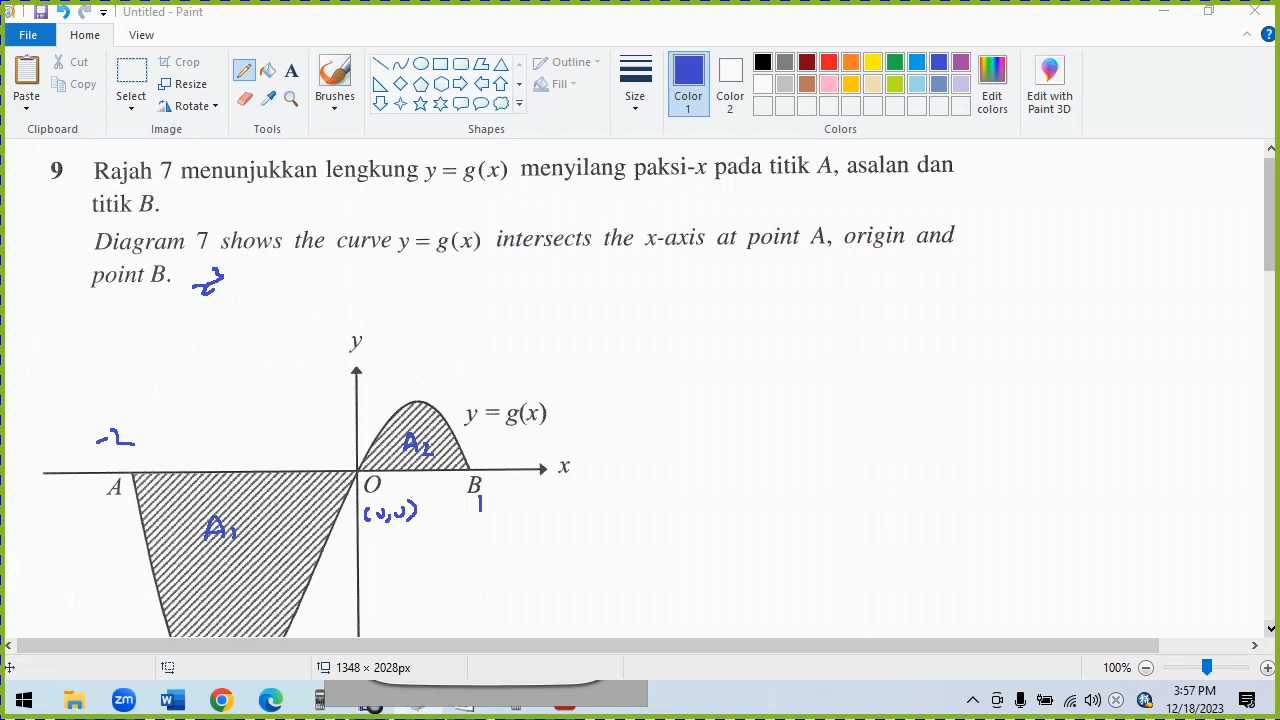 Untitled - Paint
File
Home
View
Paste
Cut
Copy
Clipboard
Select
Crop
Resize
Rotate
Image
A
Tools
Brushes
Outline
Fill
Shapes
Size
Color 1
Color 2
Edit colors
Colors
Edit with Paint 3D
9 Rajah 7 menunjukkan lengkung y = g(x) menyilang paksi-x pada titik A, asalan dan
titik B.
Diagram 7 shows the curve y = g(x) intersects the x-axis at point A, origin and
point B.
y
y = g(x)
-2
A2
x
A
O
B
1
A1
1348 × 2028px
100%
zm
3:57 PM
12/18/2023